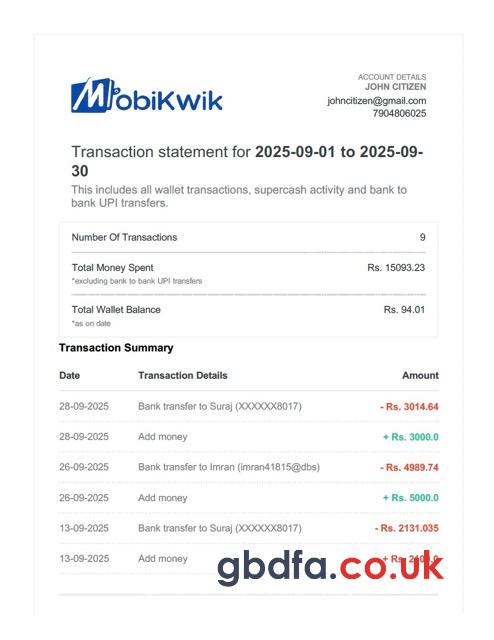 ACCOUNT DETAILS
JOHN CITIZEN
MobiKwik
johncitizen@gmail.com
7904806025
Transaction statement for 2025-09-01 to 2025-09-
30
This includes all wallet transactions, supercash activity and bank to
bank UPI transfers.
Number Of Transactions 9
Total Money Spent Rs. 15093.23
*excluding bank to bank UPI transfers
Total Wallet Balance Rs. 94.01
*as on date
Transaction Summary
Date Transaction Details Amount
28-09-2025 Bank transfer to Suraj (XXXXXX8017) - Rs. 3014.64
28-09-2025 Add money + Rs. 3000.0
26-09-2025 Bank transfer to Imran (imran41815@dbs) - Rs. 4989.74
26-09-2025 Add money + Rs. 5000.0
13-09-2025 Bank transfer to Suraj (XXXXXX8017) - Rs. 2131.035
13-09-2025 Add money + Rs.
gbdfa.co.uk